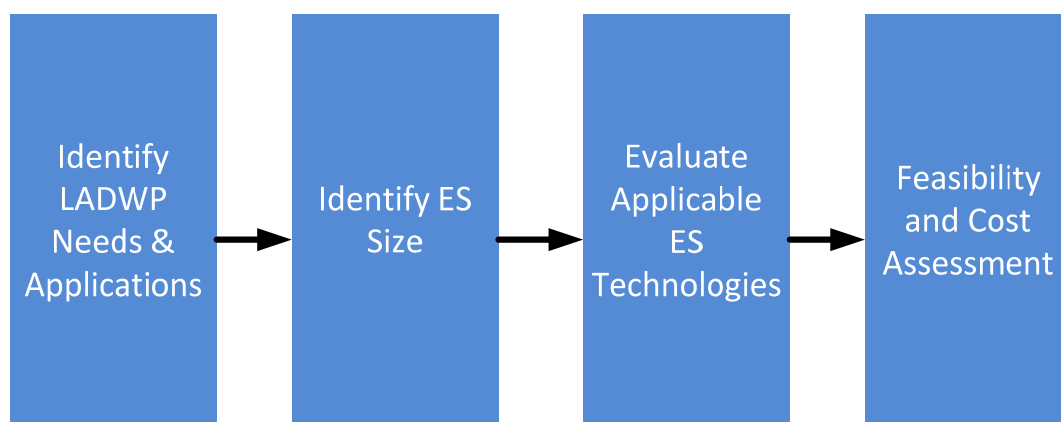 Identify
LADWP
Needs &
Applications
Identify ES
Size
Evaluate
Applicable
ES
Technologies
Feasibility
and Cost
Assessment